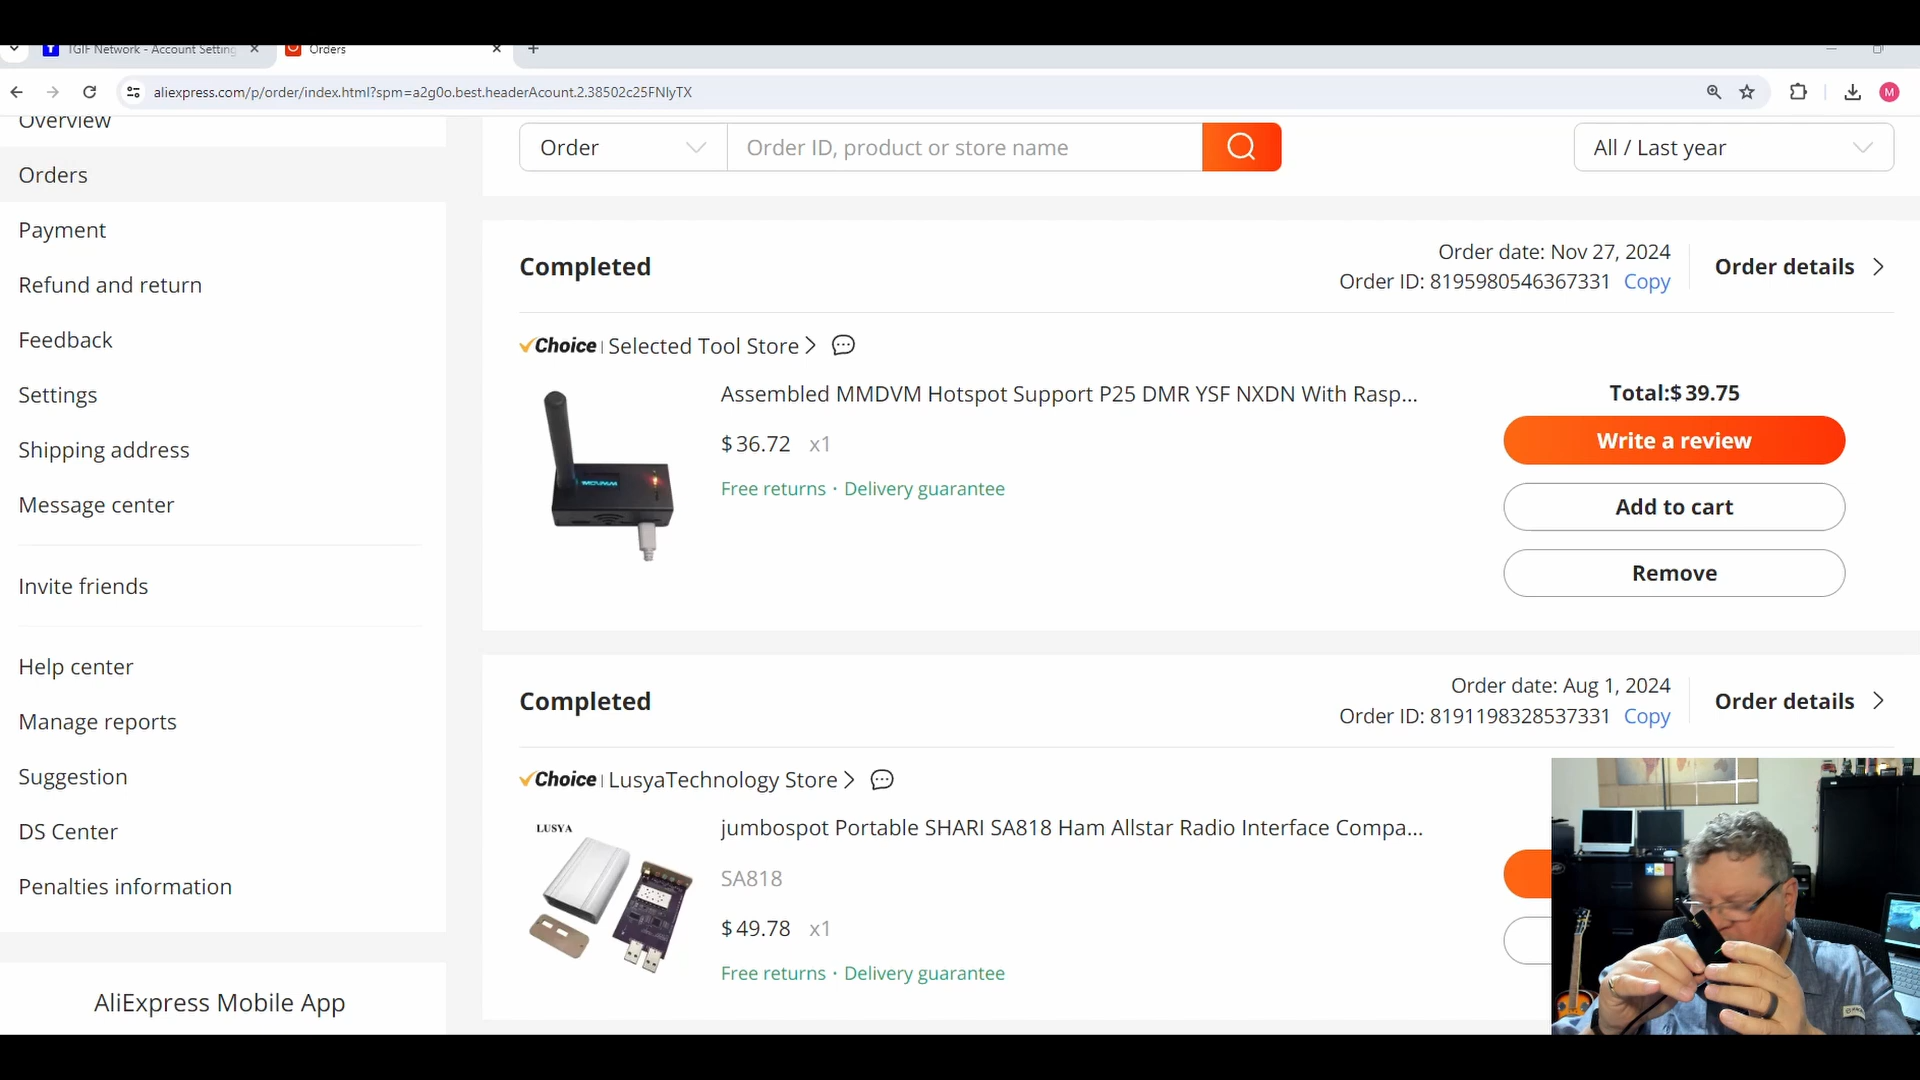 TGIF Network - Account Setting
Orders
aliexpress.com/p/order/index.html?spm=a2g0o.best.headerAcount.2.38502c25FNIyTX
M
Overview
Orders
Payment
Refund and return
Feedback
Settings
Shipping address
Message center
Invite friends
Help center
Manage reports
Suggestion
DS Center
Penalties information
AliExpress Mobile App
Order
Order ID, product or store name
All / Last year
Completed
Order date: Nov 27, 2024
Order ID: 8195980546367331 Copy
Order details
Choice | Selected Tool Store
Assembled MMDVM Hotspot Support P25 DMR YSF NXDN With Rasp...
$36.72 x1
Free returns · Delivery guarantee
Total:$39.75
Write a review
Add to cart
Remove
MMDVM
Completed
Order date: Aug 1, 2024
Order ID: 8191198328537331 Copy
Order details
Choice | LusyaTechnology Store
LUSYA
jumbospot Portable SHARI SA818 Ham Allstar Radio Interface Compa...
SA818
$49.78 x1
Free returns · Delivery guarantee